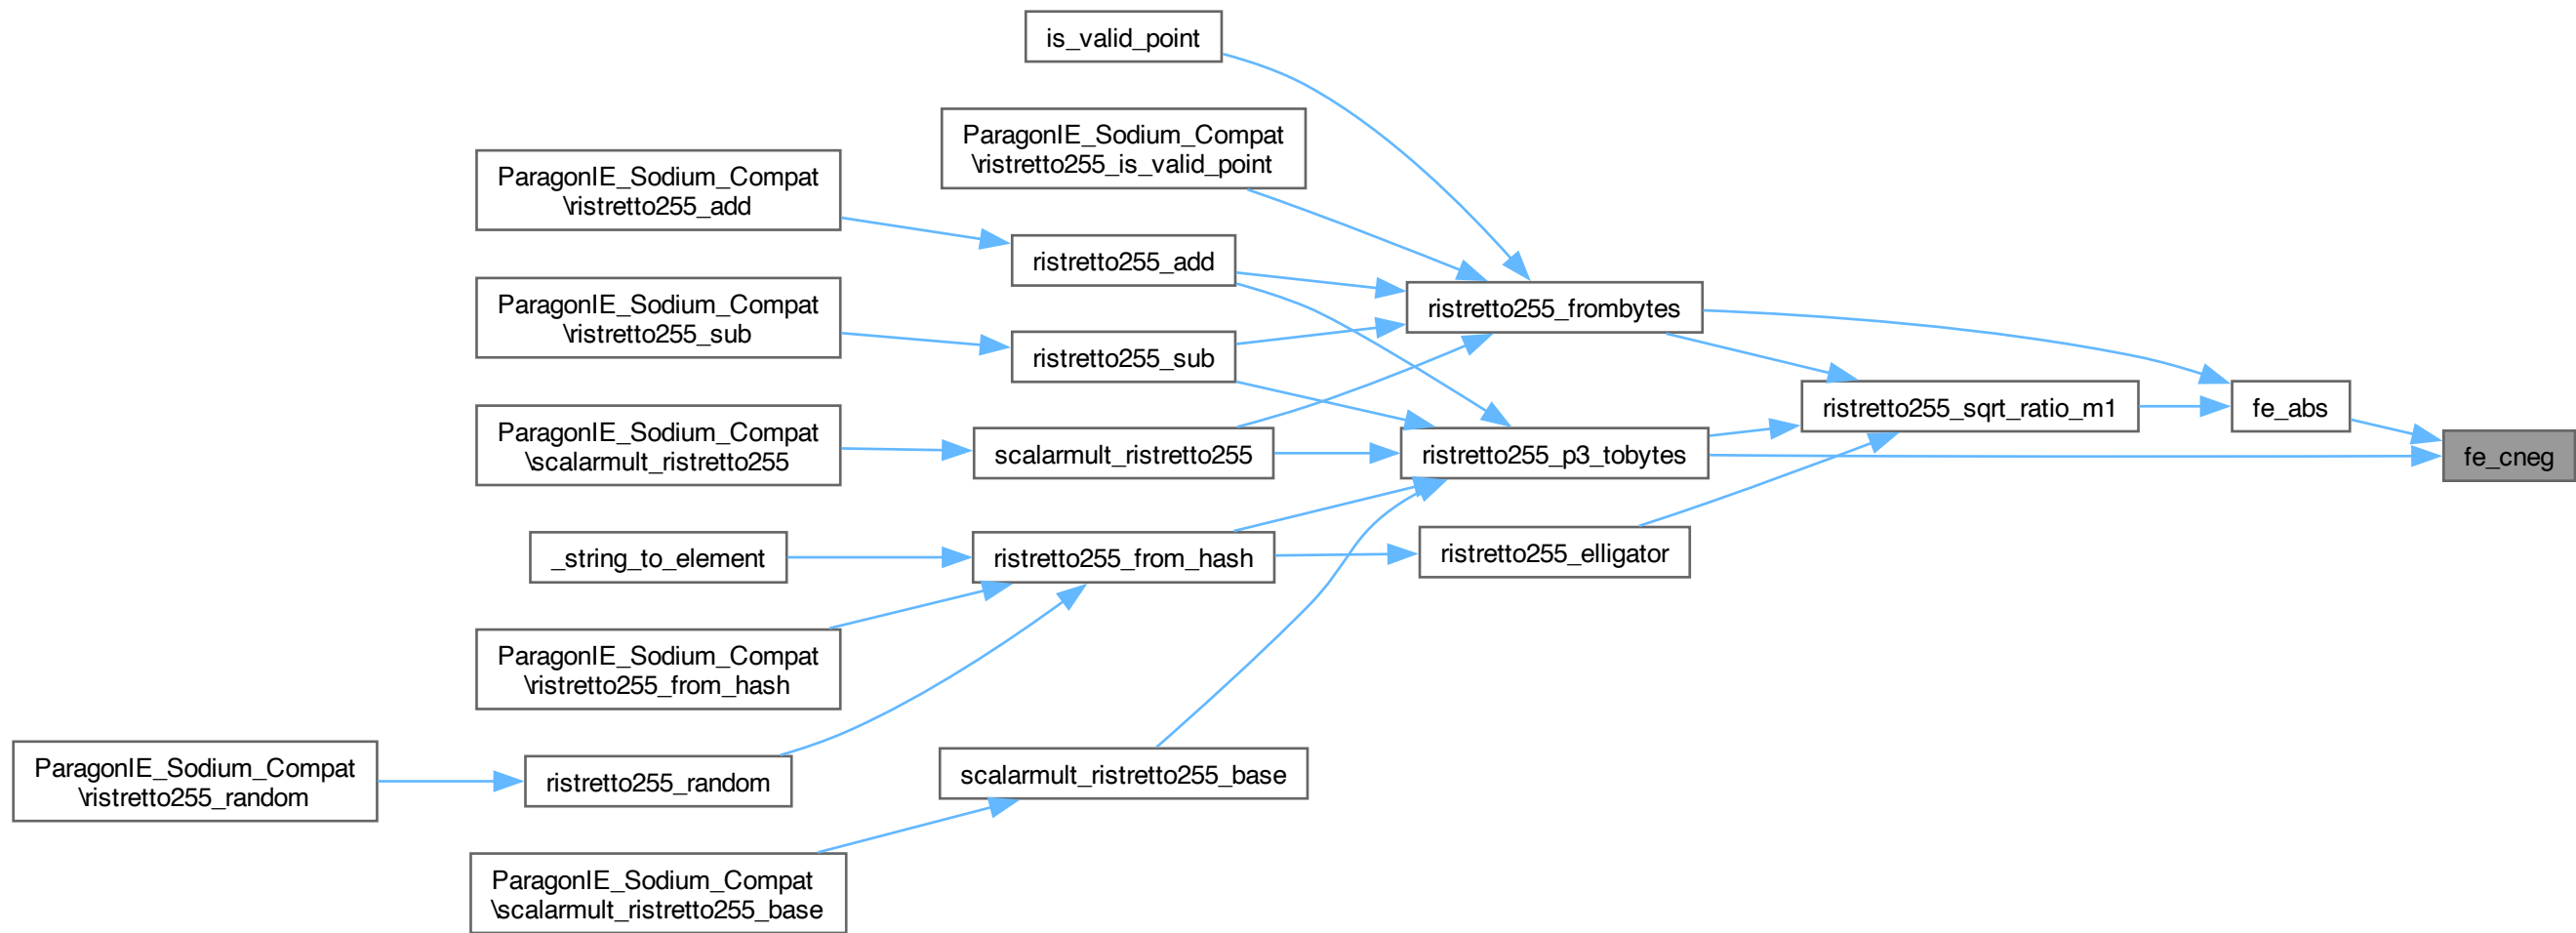 is_valid_point
ParagonIE_Sodium_Compat
\ristretto255_is_valid_point
ParagonIE_Sodium_Compat
\ristretto255_add
ristretto255_add
ParagonIE_Sodium_Compat
\ristretto255_sub
ristretto255_sub
ristretto255_frombytes
ParagonIE_Sodium_Compat
\scalarmult_ristretto255
scalarmult_ristretto255
ristretto255_p3_tobytes
ristretto255_sqrt_ratio_m1
fe_abs
fe_cneg
_string_to_element
ristretto255_from_hash
ristretto255_elligator
ParagonIE_Sodium_Compat
\ristretto255_from_hash
ParagonIE_Sodium_Compat
\ristretto255_random
ristretto255_random
scalarmult_ristretto255_base
ParagonIE_Sodium_Compat
\scalarmult_ristretto255_base